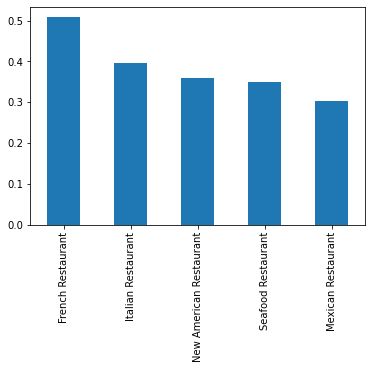 0.5
0.4
0.3
0.2
0.1
0.0
French Restaurant
Italian Restaurant
New American Restaurant
Seafood Restaurant
Mexican Restaurant